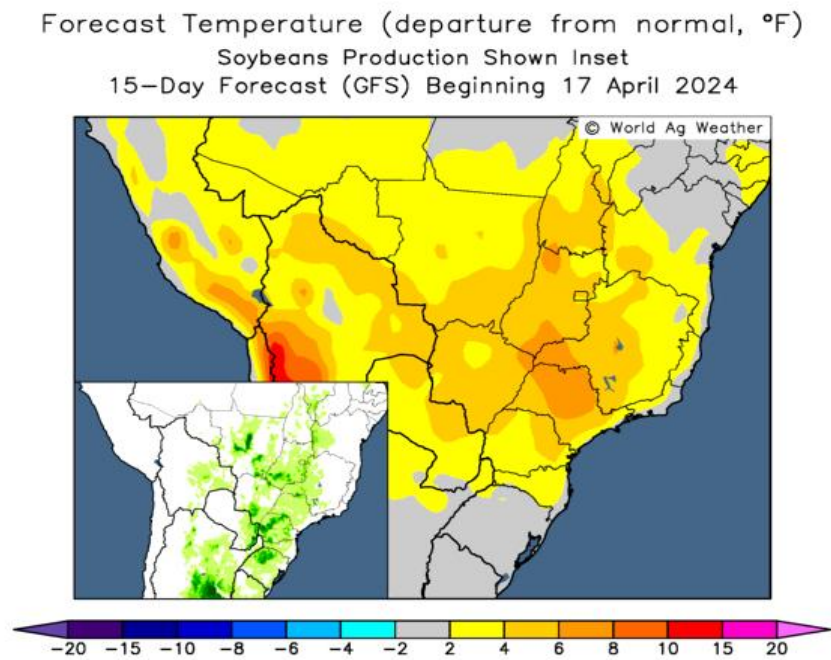 Forecast Temperature (departure from normal, °F)
Soybeans Production Shown Inset
15-Day Forecast (GFS) Beginning 17 April 2024
© World Ag Weather
-20 -15 -10 -8 -6 -4 -2 2 4 6 8 10 15 20